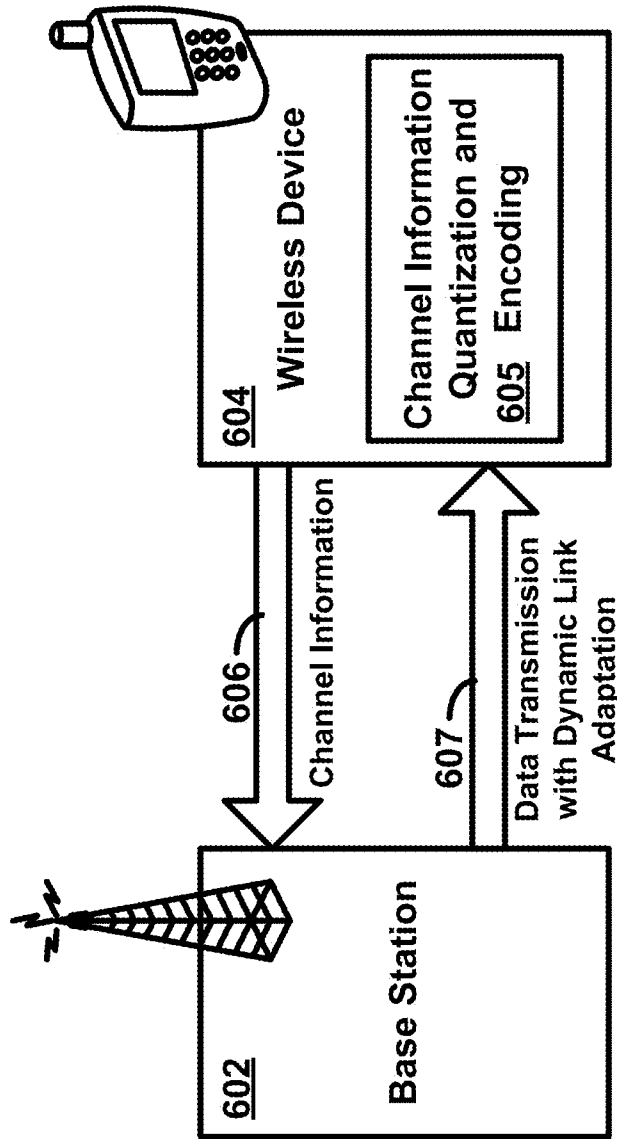 602
Base Station
606
Channel Information
607
Data Transmission
with Dynamic Link
Adaptation
604
Wireless Device
Channel Information
Quantization and
605 Encoding